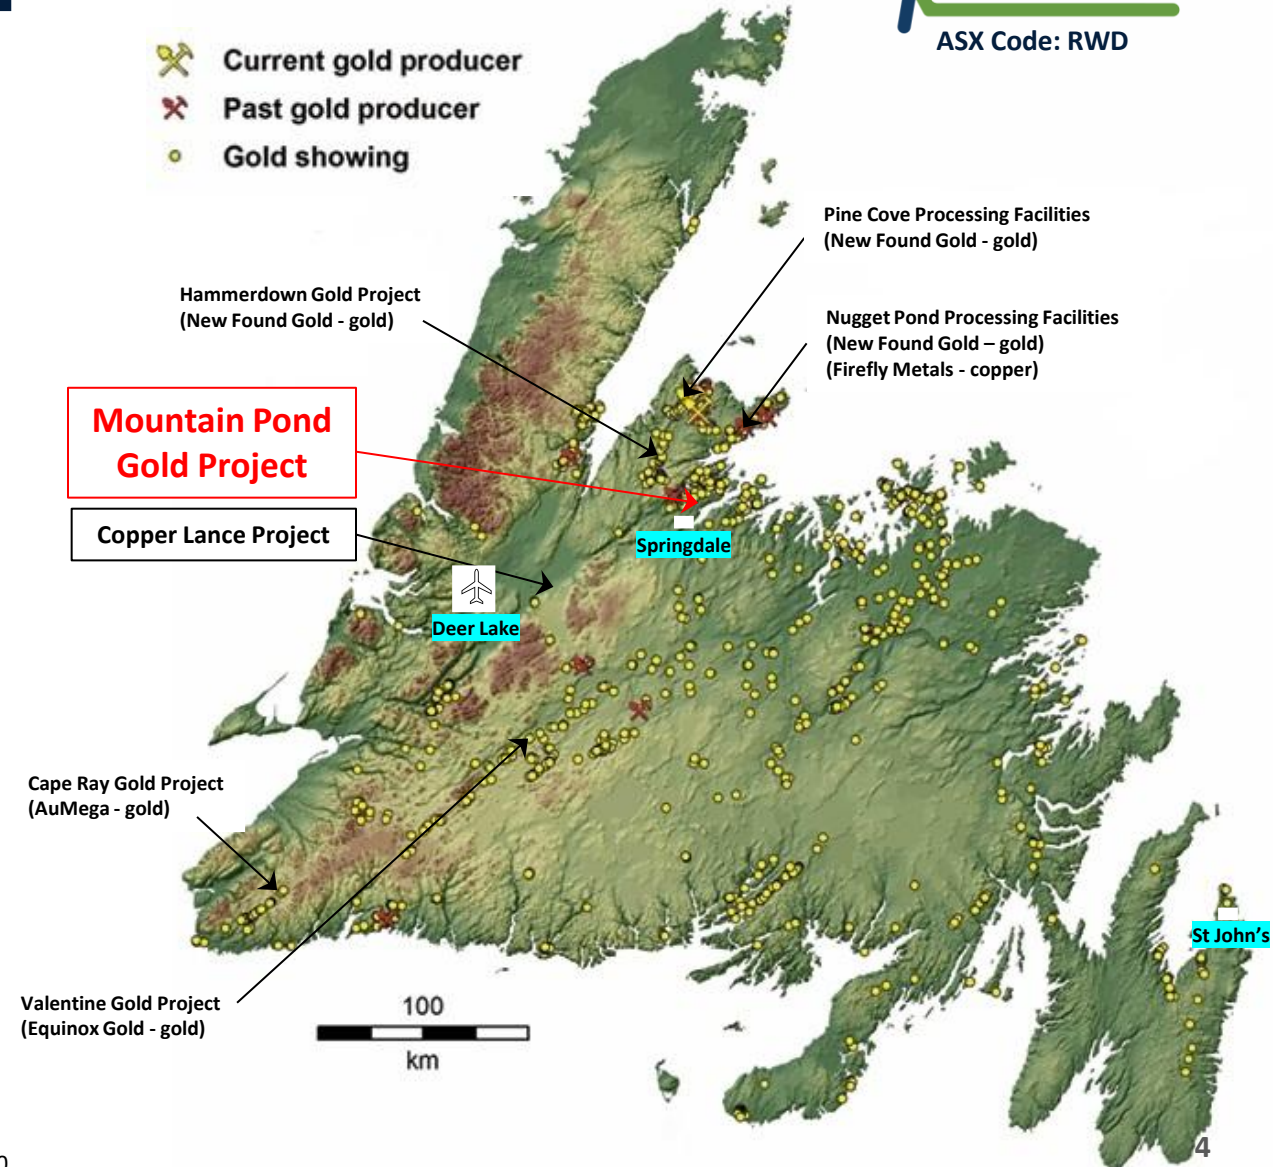 ASX Code: RWD
Current gold producer
Past gold producer
Gold showing
Pine Cove Processing Facilities
(New Found Gold - gold)
Hammerdown Gold Project
(New Found Gold - gold)
Nugget Pond Processing Facilities
(New Found Gold – gold)
(Firefly Metals - copper)
Mountain Pond
Gold Project
Copper Lance Project
Springdale
Deer Lake
Cape Ray Gold Project
(AuMega - gold)
St John's
Valentine Gold Project
(Equinox Gold - gold)
100
km
4